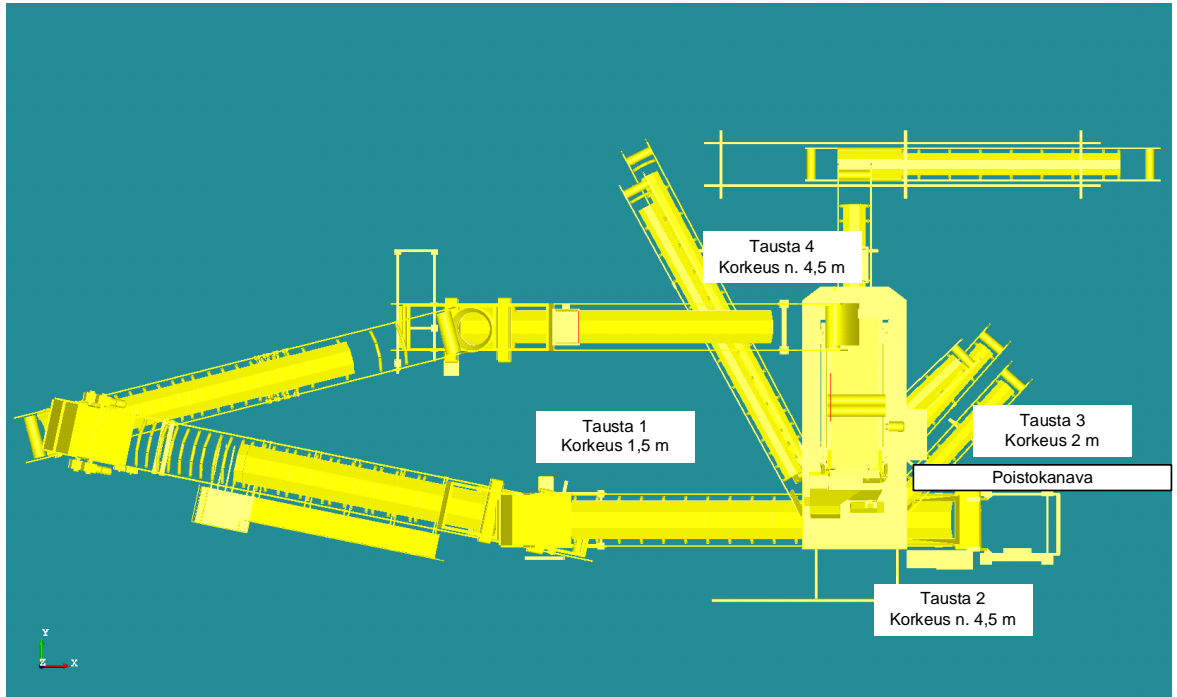 Tausta 4
Korkeus n. 4,5 m
Tausta 1
Korkeus 1,5 m
Tausta 3
Korkeus 2 m
Poistokanava
Tausta 2
Korkeus n. 4,5 m
Y
Z
X